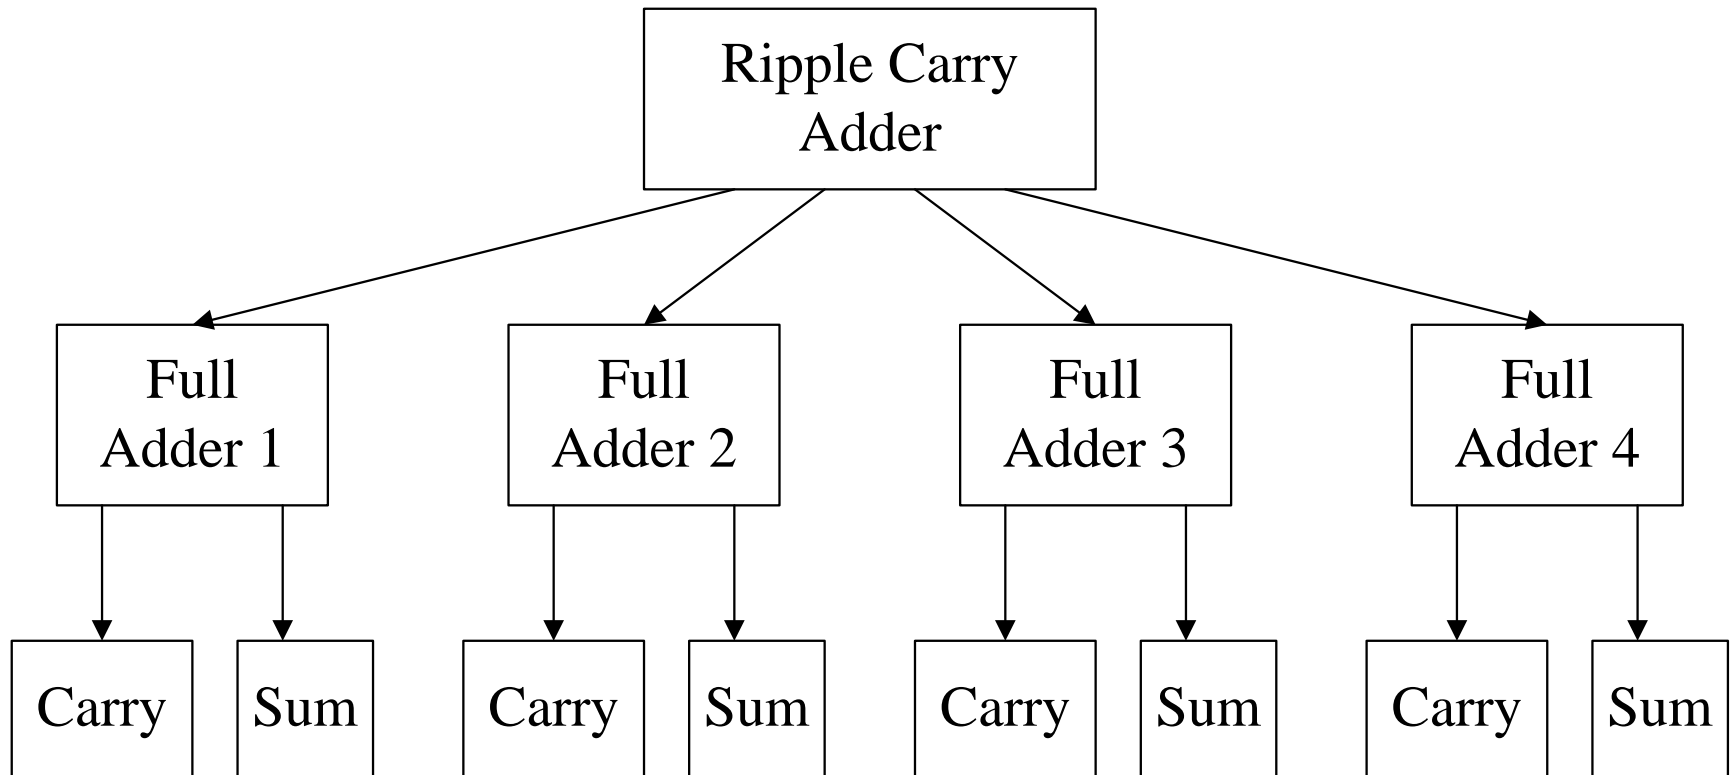 Ripple Carry
Adder
Full
Adder 1
Full
Adder 2
Full
Adder 3
Full
Adder 4
Carry
Sum
Carry
Sum
Carry
Sum
Carry
Sum